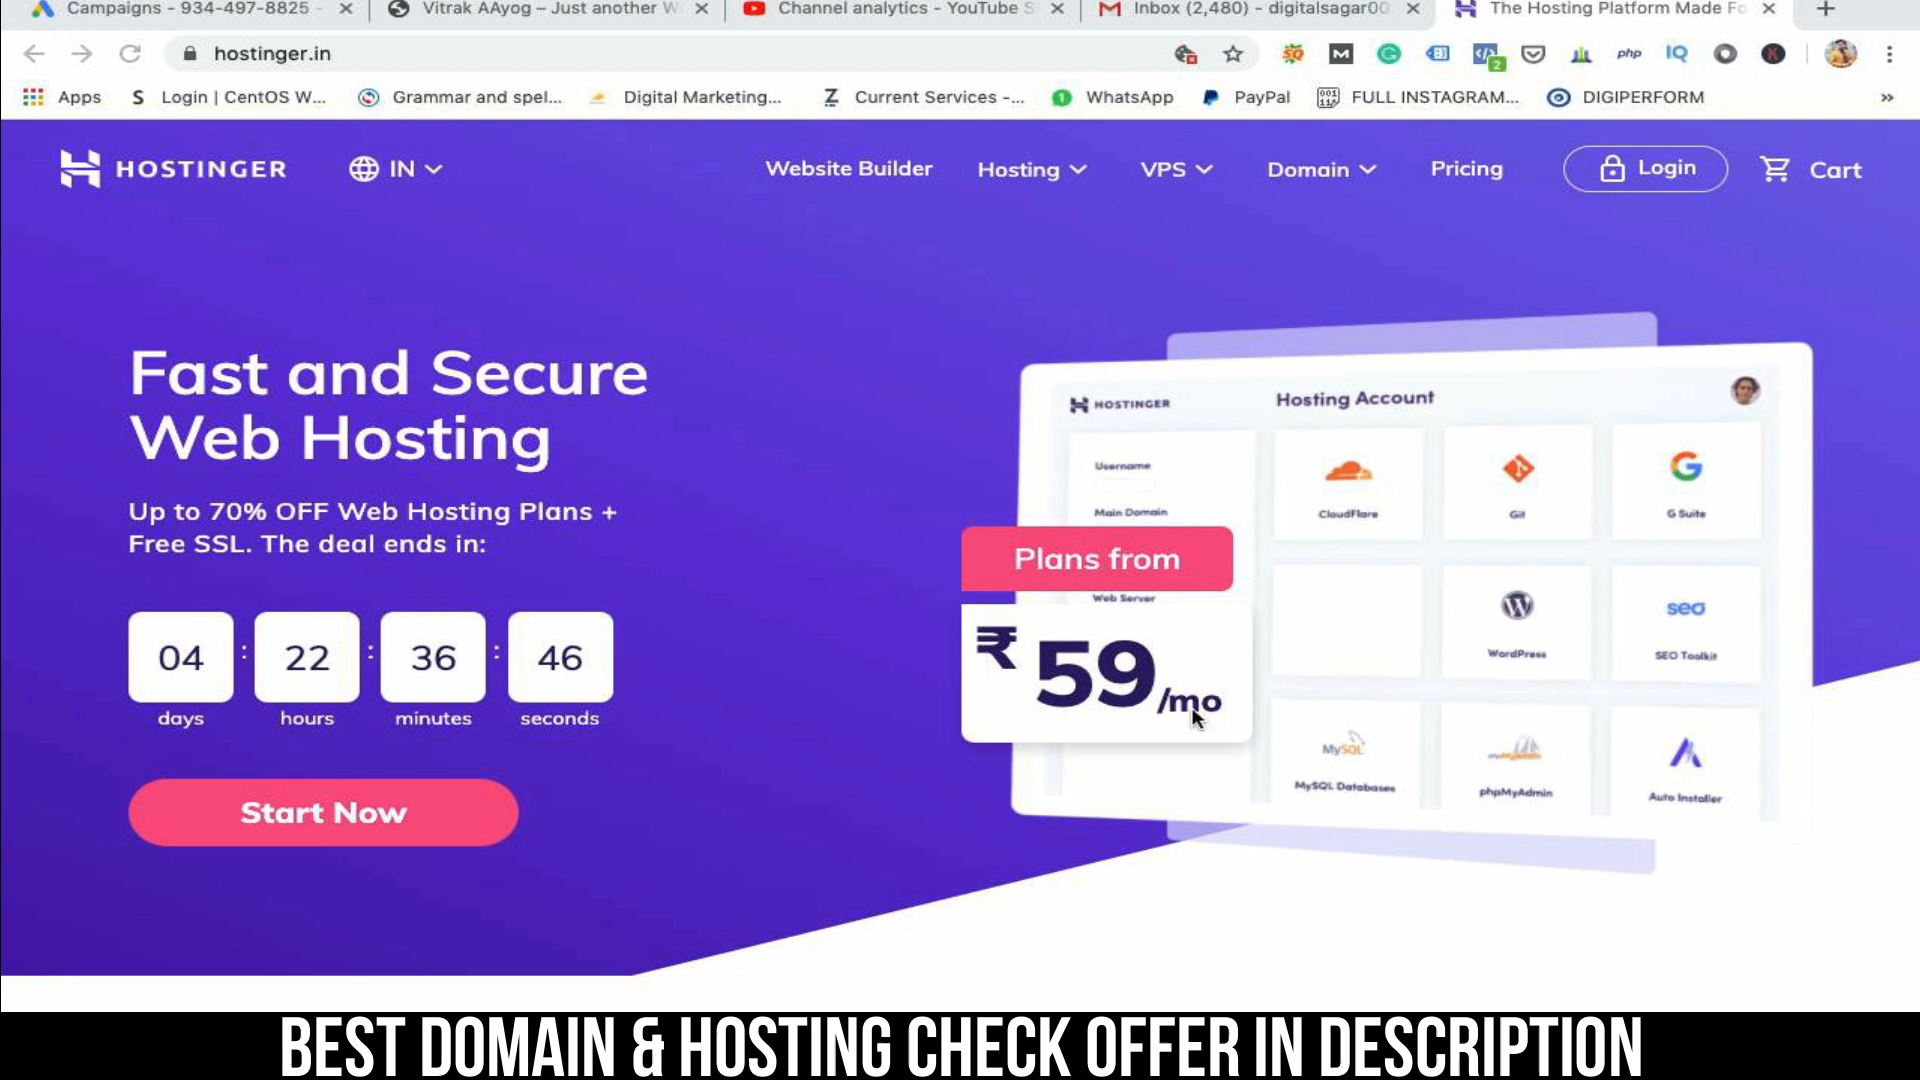 Campaigns - 934-497-8825 -
Vitrak AAyog – Just another W
Channel analytics - YouTube S
Inbox (2,480) - digitalsagar00
The Hosting Platform Made Fo
hostinger.in
php
IQ
2
Apps
Login | CentOS W...
Grammar and spel...
Digital Marketing...
Current Services -...
WhatsApp
PayPal
FULL INSTAGRAM...
DIGIPERFORM
»
HOSTINGER
IN
Website Builder
Hosting
VPS
Domain
Pricing
Login
Cart
Fast and Secure
Web Hosting
Up to 70% OFF Web Hosting Plans +
Free SSL. The deal ends in:
04 : 22 : 36 : 46
days hours minutes seconds
Start Now
HOSTINGER
Hosting Account
Username
Main Domain
Plans from
Web Server
₹ 59/mo
CloudFlare
Git
G Suite
WordPress
seo
SEO Toolkit
MySQL
MySQL Databases
phpMyAdmin
Auto Installer
BEST DOMAIN & HOSTING CHECK OFFER IN DESCRIPTION